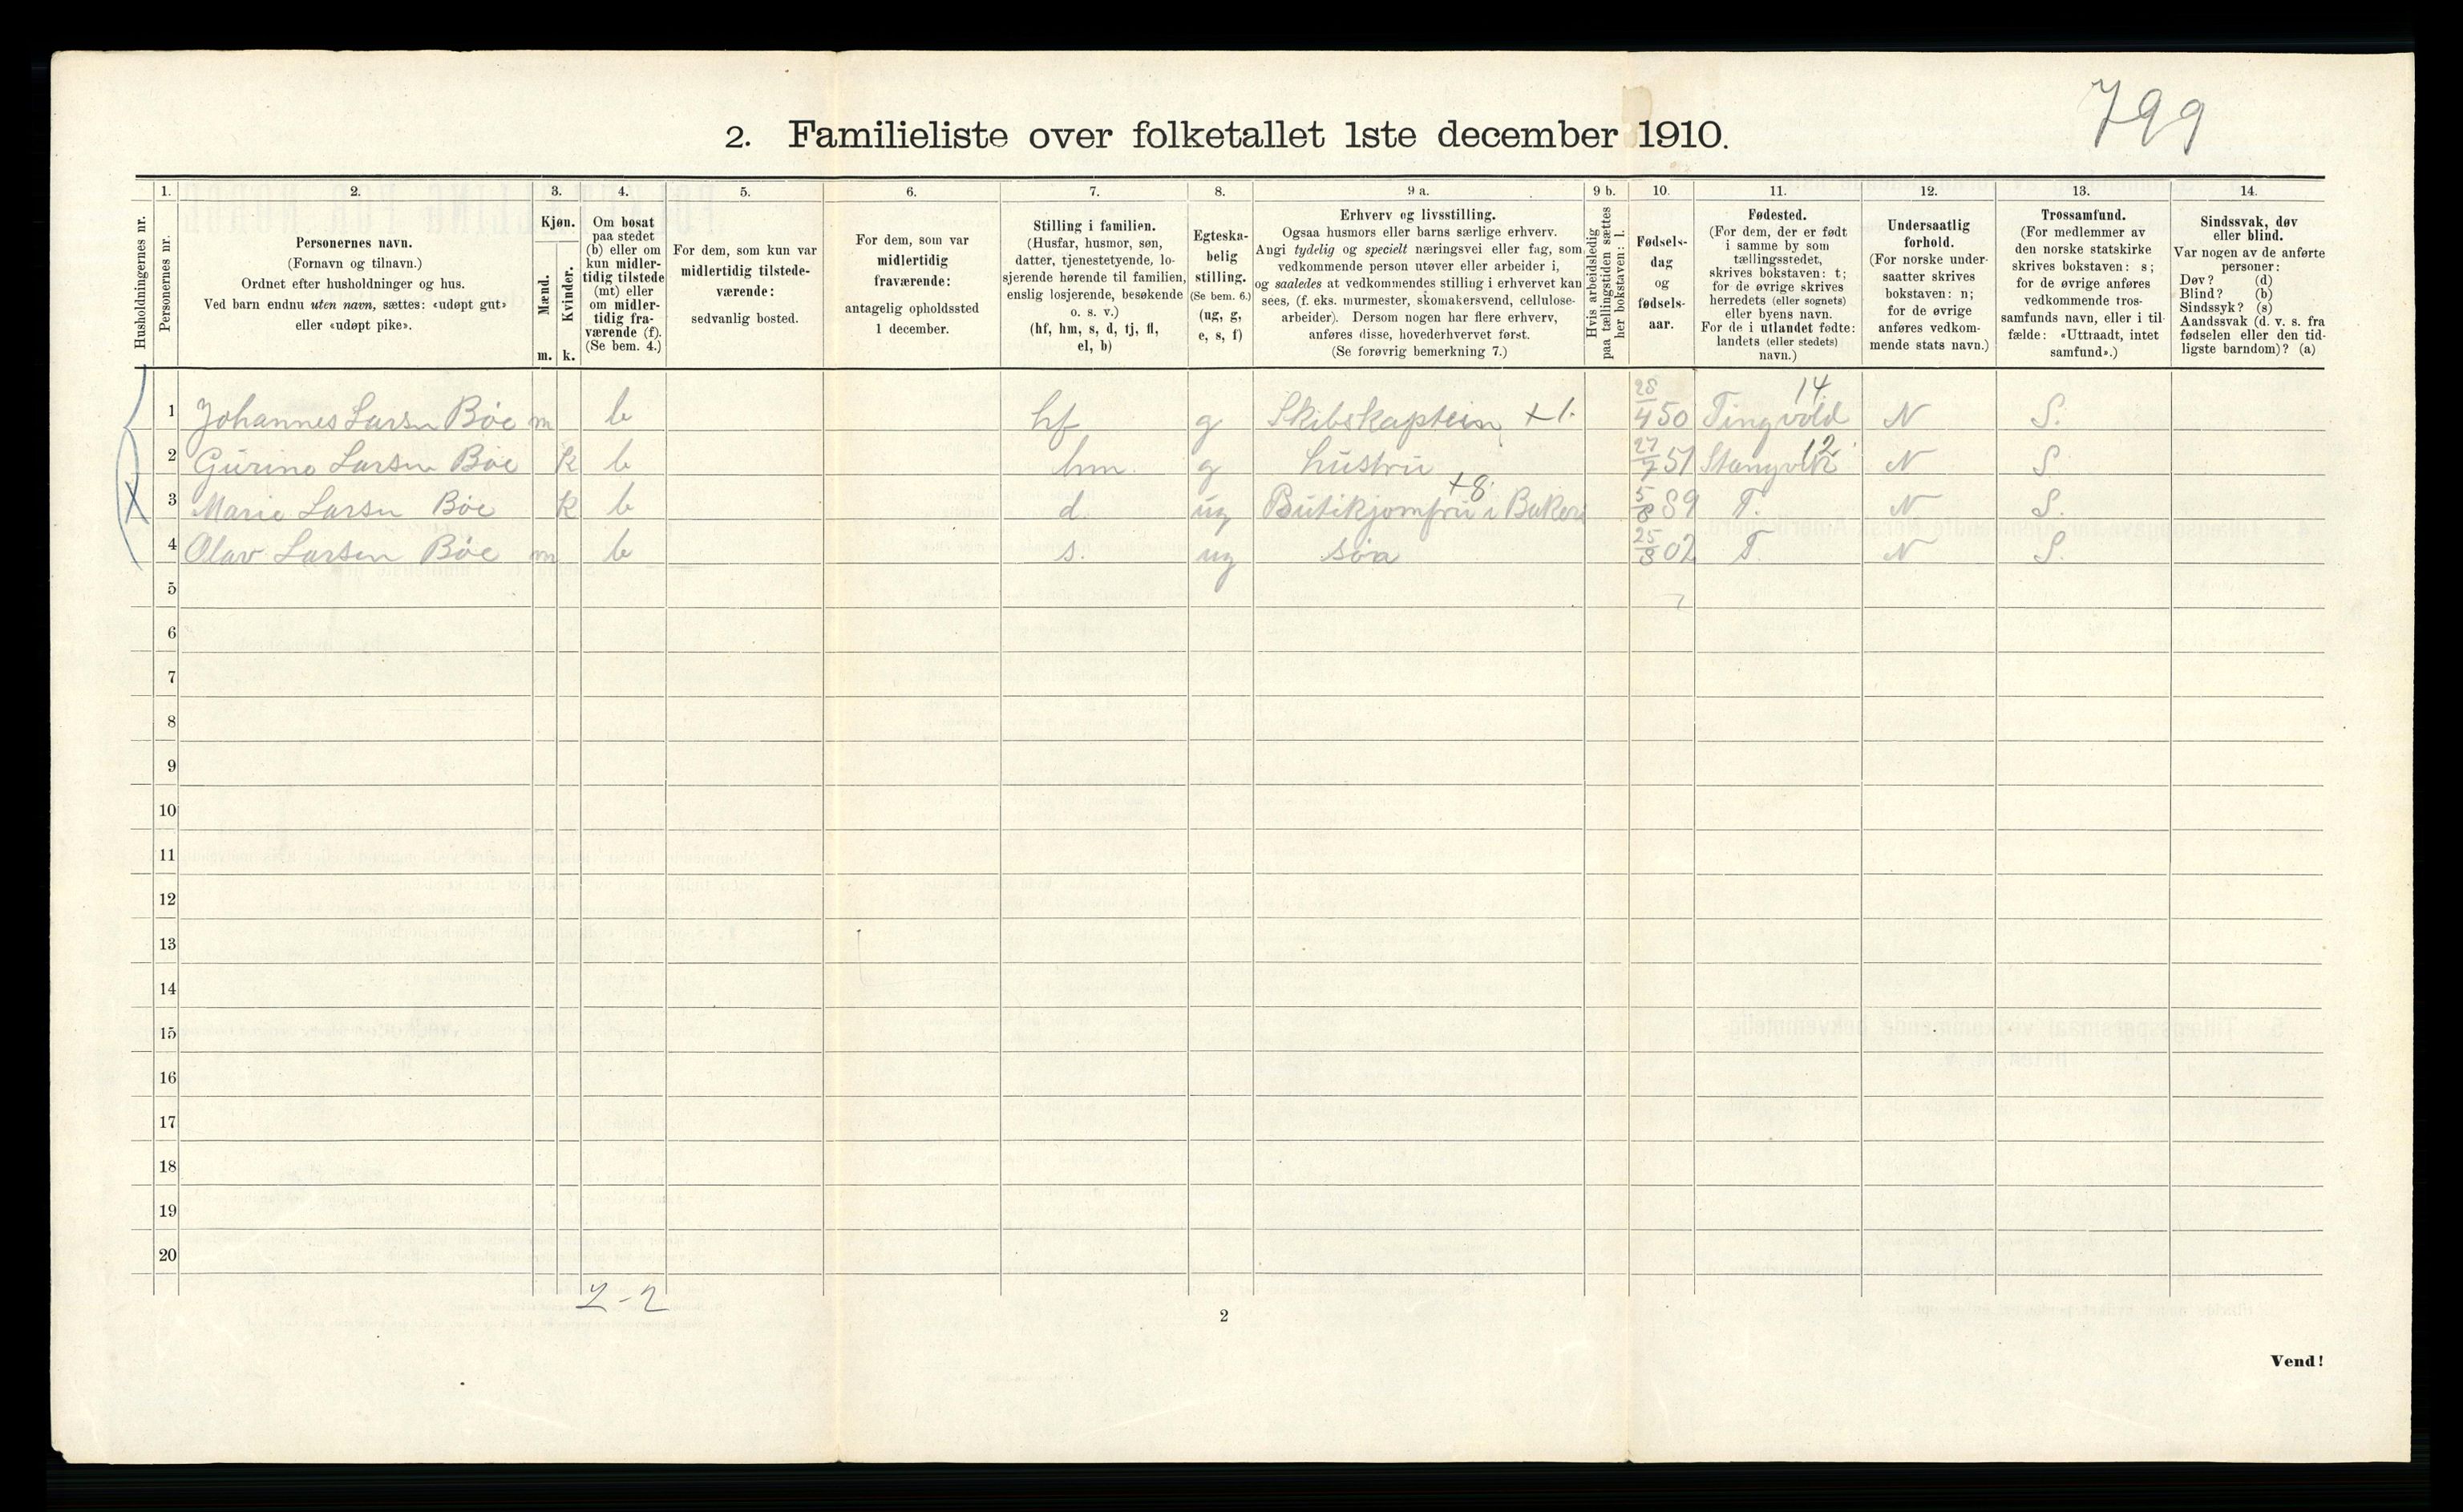 799
2. Familieliste over folketallet 1ste december 1910.
1. 2. 3. 4. 5. 6. 7. 8. 9 a. 9 b. 10. 11. 12. 13. 14.
Husholdningernes nr.
Personernes nr.
Personernes navn.
(Fornavn og tilnavn.)
Ordnet efter husholdninger og hus.
Ved barn endnu uten navn, sættes: «udøpt gut»
eller «udøpt pike».
Kjøn.
Mænd.
m.
Kvinder.
k.
Om bosat
paa stedet
(b) eller om
kun midler-
tidig tilstede
(mt) eller
om midler-
tidig fra-
værende (f).
(Se bem. 4.)
For dem, som kun var
midlertidig tilstede-
værende:
sedvanlig bosted.
For dem, som var
midlertidig
fraværende:
antagelig opholdssted
1 december.
Stilling i familien.
(Husfar, husmor, søn,
datter, tjenestetyende, lo-
sjerende hørende til familien,
enslig losjerende, besøkende
o. s. v.)
(hf, hm, s, d, tj, fl,
el, b)
Egteska-
belig
stilling.
(Se bem. 6.)
(ug, g,
e, s, f)
Erhverv og livsstilling.
Ogsaa husmors eller barns særlige erhverv.
Angi tydelig og specielt næringsvei eller fag, som
vedkommende person utøver eller arbeider i,
og saaledes at vedkommendes stilling i erhvervet kan
sees, (f. eks. murmester, skomakersvend, cellulose-
arbeider). Dersom nogen har flere erhverv,
anføres disse, hovederhvervet først.
(Se forøvrig bemerkning 7.)
Hvis arbeidsledig
paa tællingstiden sættes
her bokstaven: l.
Fødsels-
dag
og
fødsels-
aar.
Fødested.
(For dem, der er født
i samme by som
tællingsstedet,
skrives bokstaven: t;
for de øvrige skrives
herredets (eller sognets)
eller byens navn.
For de i utlandet fødte:
landets (eller stedets)
navn.)
Undersaatlig
forhold.
(For norske under-
saatter skrives
bokstaven: n;
for de øvrige
anføres vedkom-
mende stats navn.)
Trossamfund.
(For medlemmer av
den norske statskirke
skrives bokstaven: s;
for de øvrige anføres
vedkommende tros-
samfunds navn, eller i til-
fælde: «Uttraadt, intet
samfund».)
Sindssvak, døv
eller blind.
Var nogen av de anførte
personer:
Døv? (d)
Blind? (b)
Sindssyk? (s)
Aandssvak (d. v. s. fra
fødselen eller den tid-
ligste barndom)? (a)
1 Johannes Larsen Bøe m b hf g Skibskaptein +1. 28/4 50 Tingvold 14. N S.
2 Gurine Larsen Bøe k b hm g hustru 27/7 51 Stangvik 12 N S
3 Marie Larsen Bøe k b d. ug Butikjomfru i Bakeri +8. 5/8 89 T. N S.
4 Olav Larsen Bøe m b s. ug søn 25/8 02 T. N S.
5
6
7
8
9
10
11
12
13
14
15
16
17
18
19
20
2-2
2
Vend!